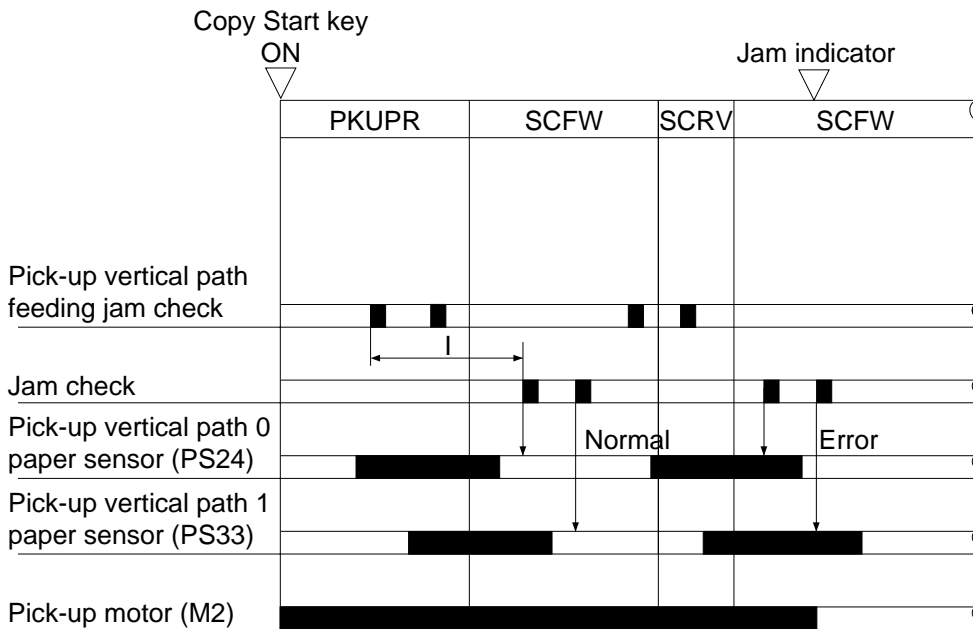 Copy Start key
ON
Jam indicator
PKUPR
SCFW
SCRV
SCFW
Pick-up vertical path
feeding jam check
I
Jam check
Pick-up vertical path 0
paper sensor (PS24)
Normal
Error
Pick-up vertical path 1
paper sensor (PS33)
Pick-up motor (M2)